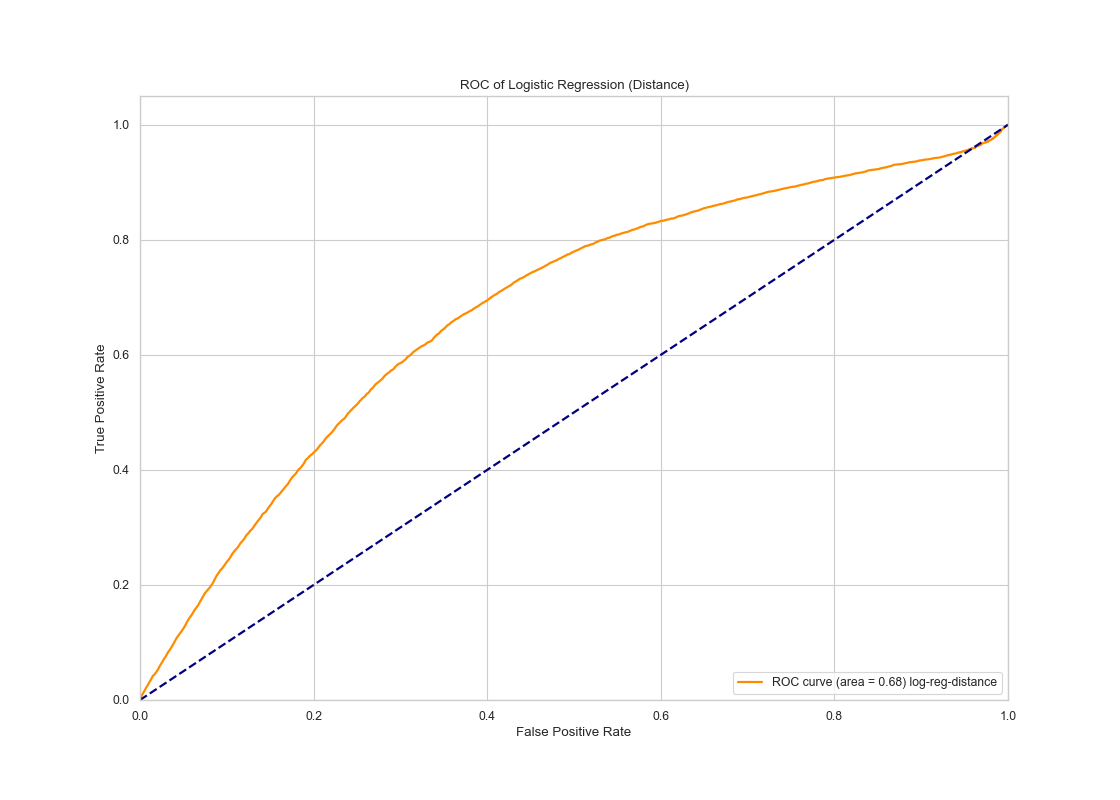 ROC of Logistic Regression (Distance)
1.0
0.8
0.6
0.4
0.2
0.0
True Positive Rate
ROC curve (area = 0.68) log-reg-distance
0.0 0.2 0.4 0.6 0.8 1.0
False Positive Rate